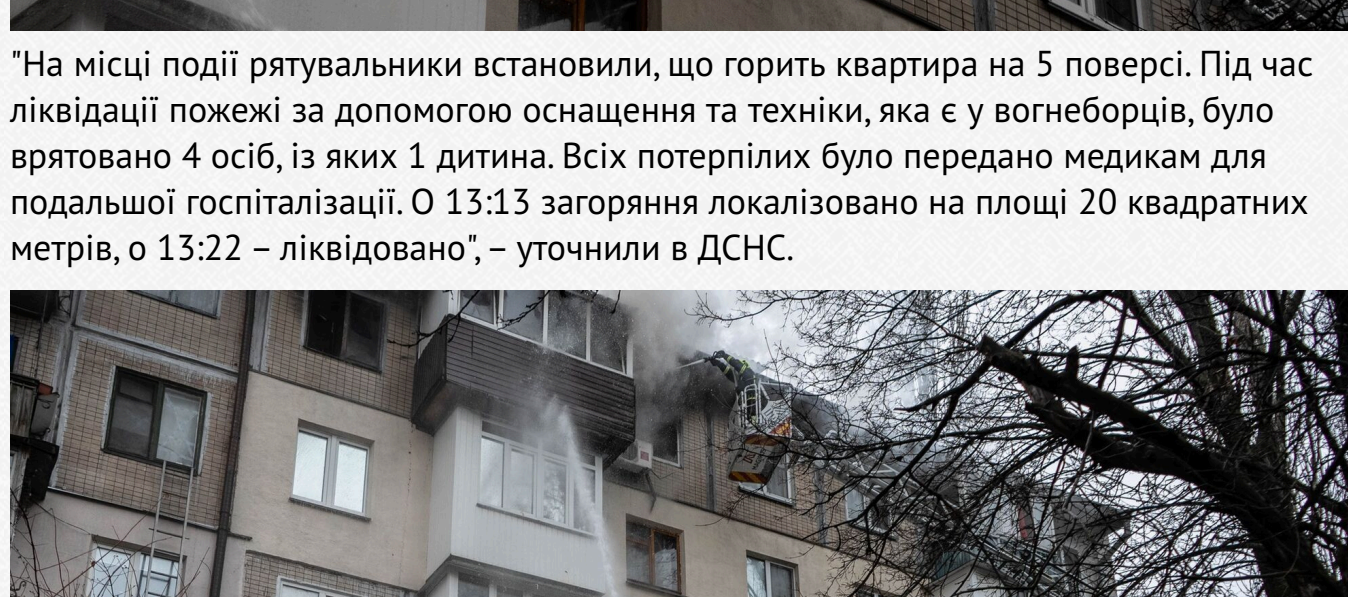 "На місці події рятувальники встановили, що горить квартира на 5 поверсі. Під час
ліквідації пожежі за допомогою оснащення та техніки, яка є у вогнеборців, було
врятовано 4 осіб, із яких 1 дитина. Всіх потерпілих було передано медикам для
подальшої госпіталізації. О 13:13 загоряння локалізовано на площі 20 квадратних
метрів, о 13:22 – ліквідовано", – уточнили в ДСНС.